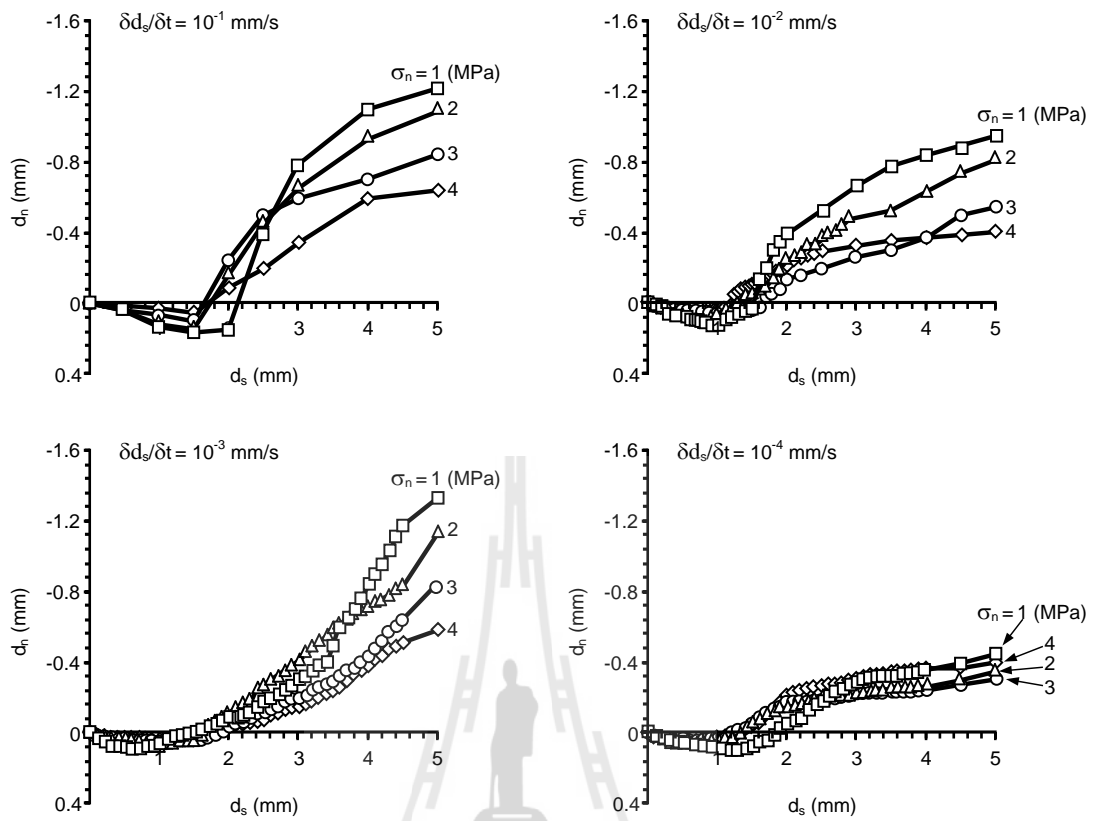 δds/δt = 10-1 mm/s
-1.6
-1.2
-0.8
-0.4
0
0.4
dn (mm)
σn = 1 (MPa)
2
3
4
3 4 5
ds (mm)
δds/δt = 10-2 mm/s
-1.6
-1.2
-0.8
-0.4
0
0.4
dn (mm)
σn = 1 (MPa)
2
3
4
1 2 3 4 5
ds (mm)
δds/δt = 10-3 mm/s
-1.6
-1.2
-0.8
-0.4
0
0.4
dn (mm)
σn = 1 (MPa)
2
3
4
1 2 3 4 5
ds (mm)
δds/δt = 10-4 mm/s
-1.6
-1.2
-0.8
-0.4
0
0.4
dn (mm)
σn = 1 (MPa)
4
2
3
1 2 3 4 5
ds (mm)